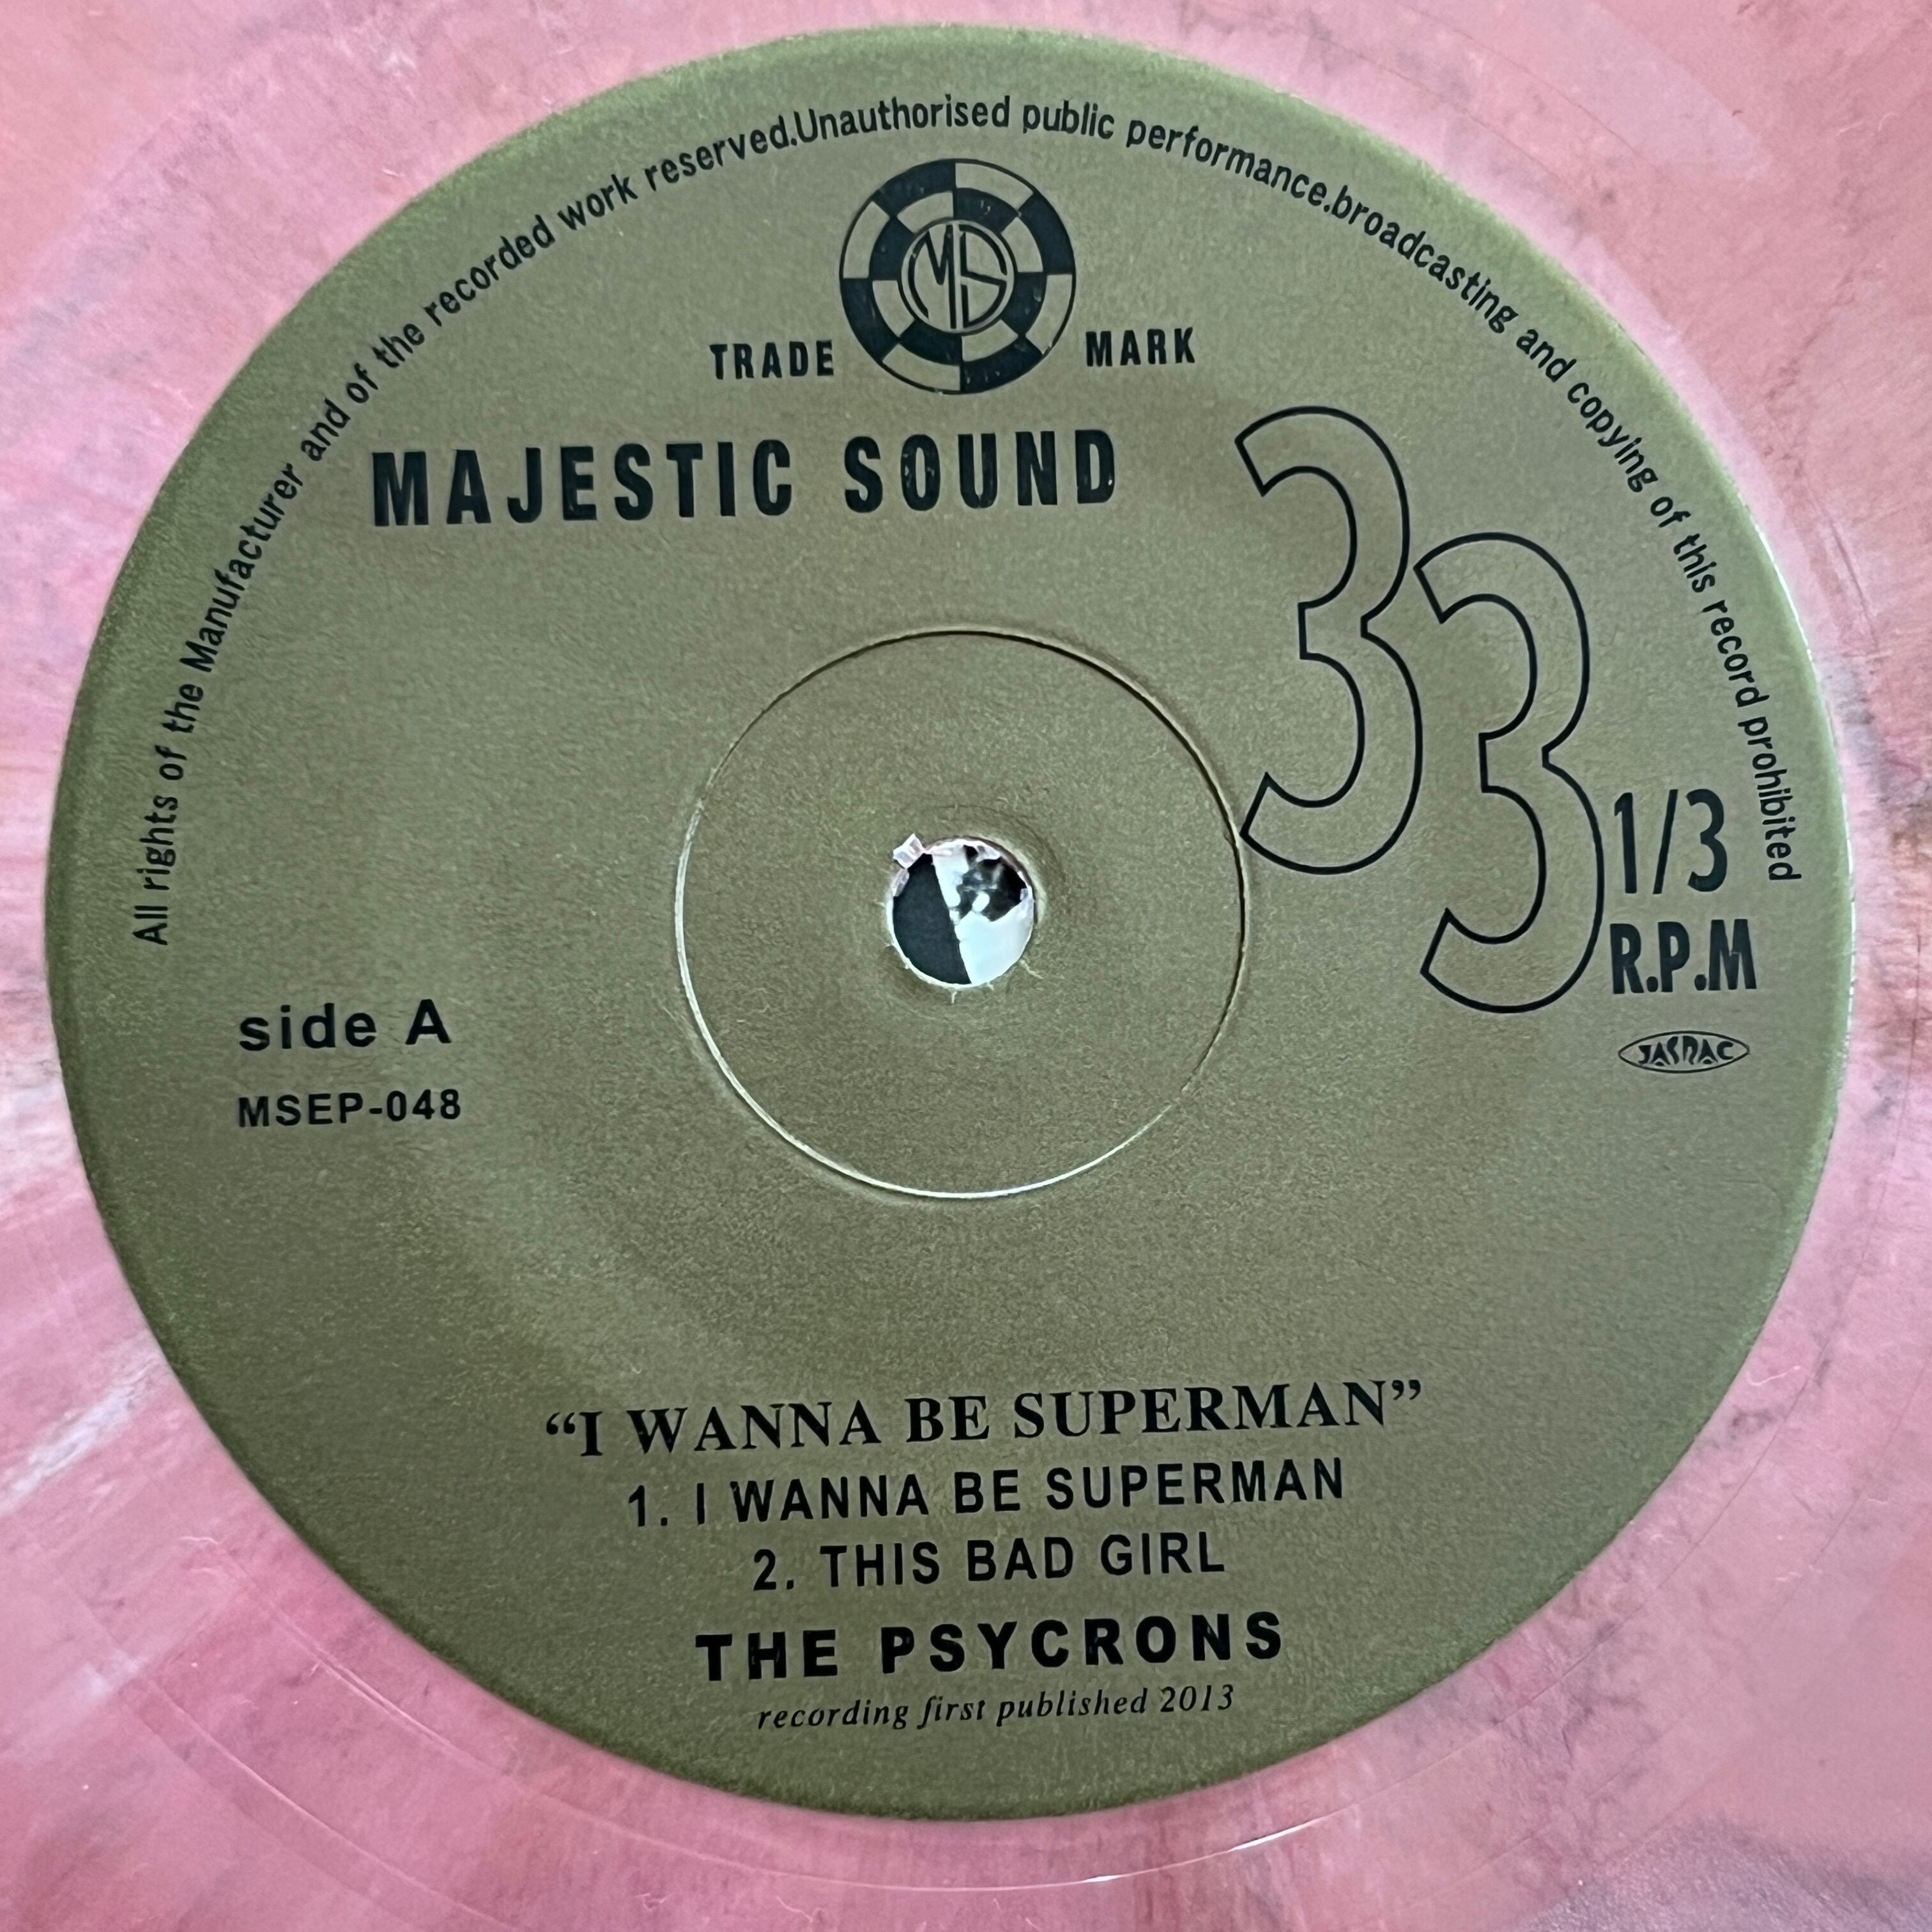 All rights of the Manufacturer and of the recorded work reserved.Unauthorised public performance.broadcasting and copying of this record prohibited
MS
TRADE MARK
MAJESTIC SOUND
33 1/3
R.P.M
JASRAC
side A
MSEP-048
“I WANNA BE SUPERMAN”
1. I WANNA BE SUPERMAN
2. THIS BAD GIRL
THE PSYCRONS
recording first published 2013